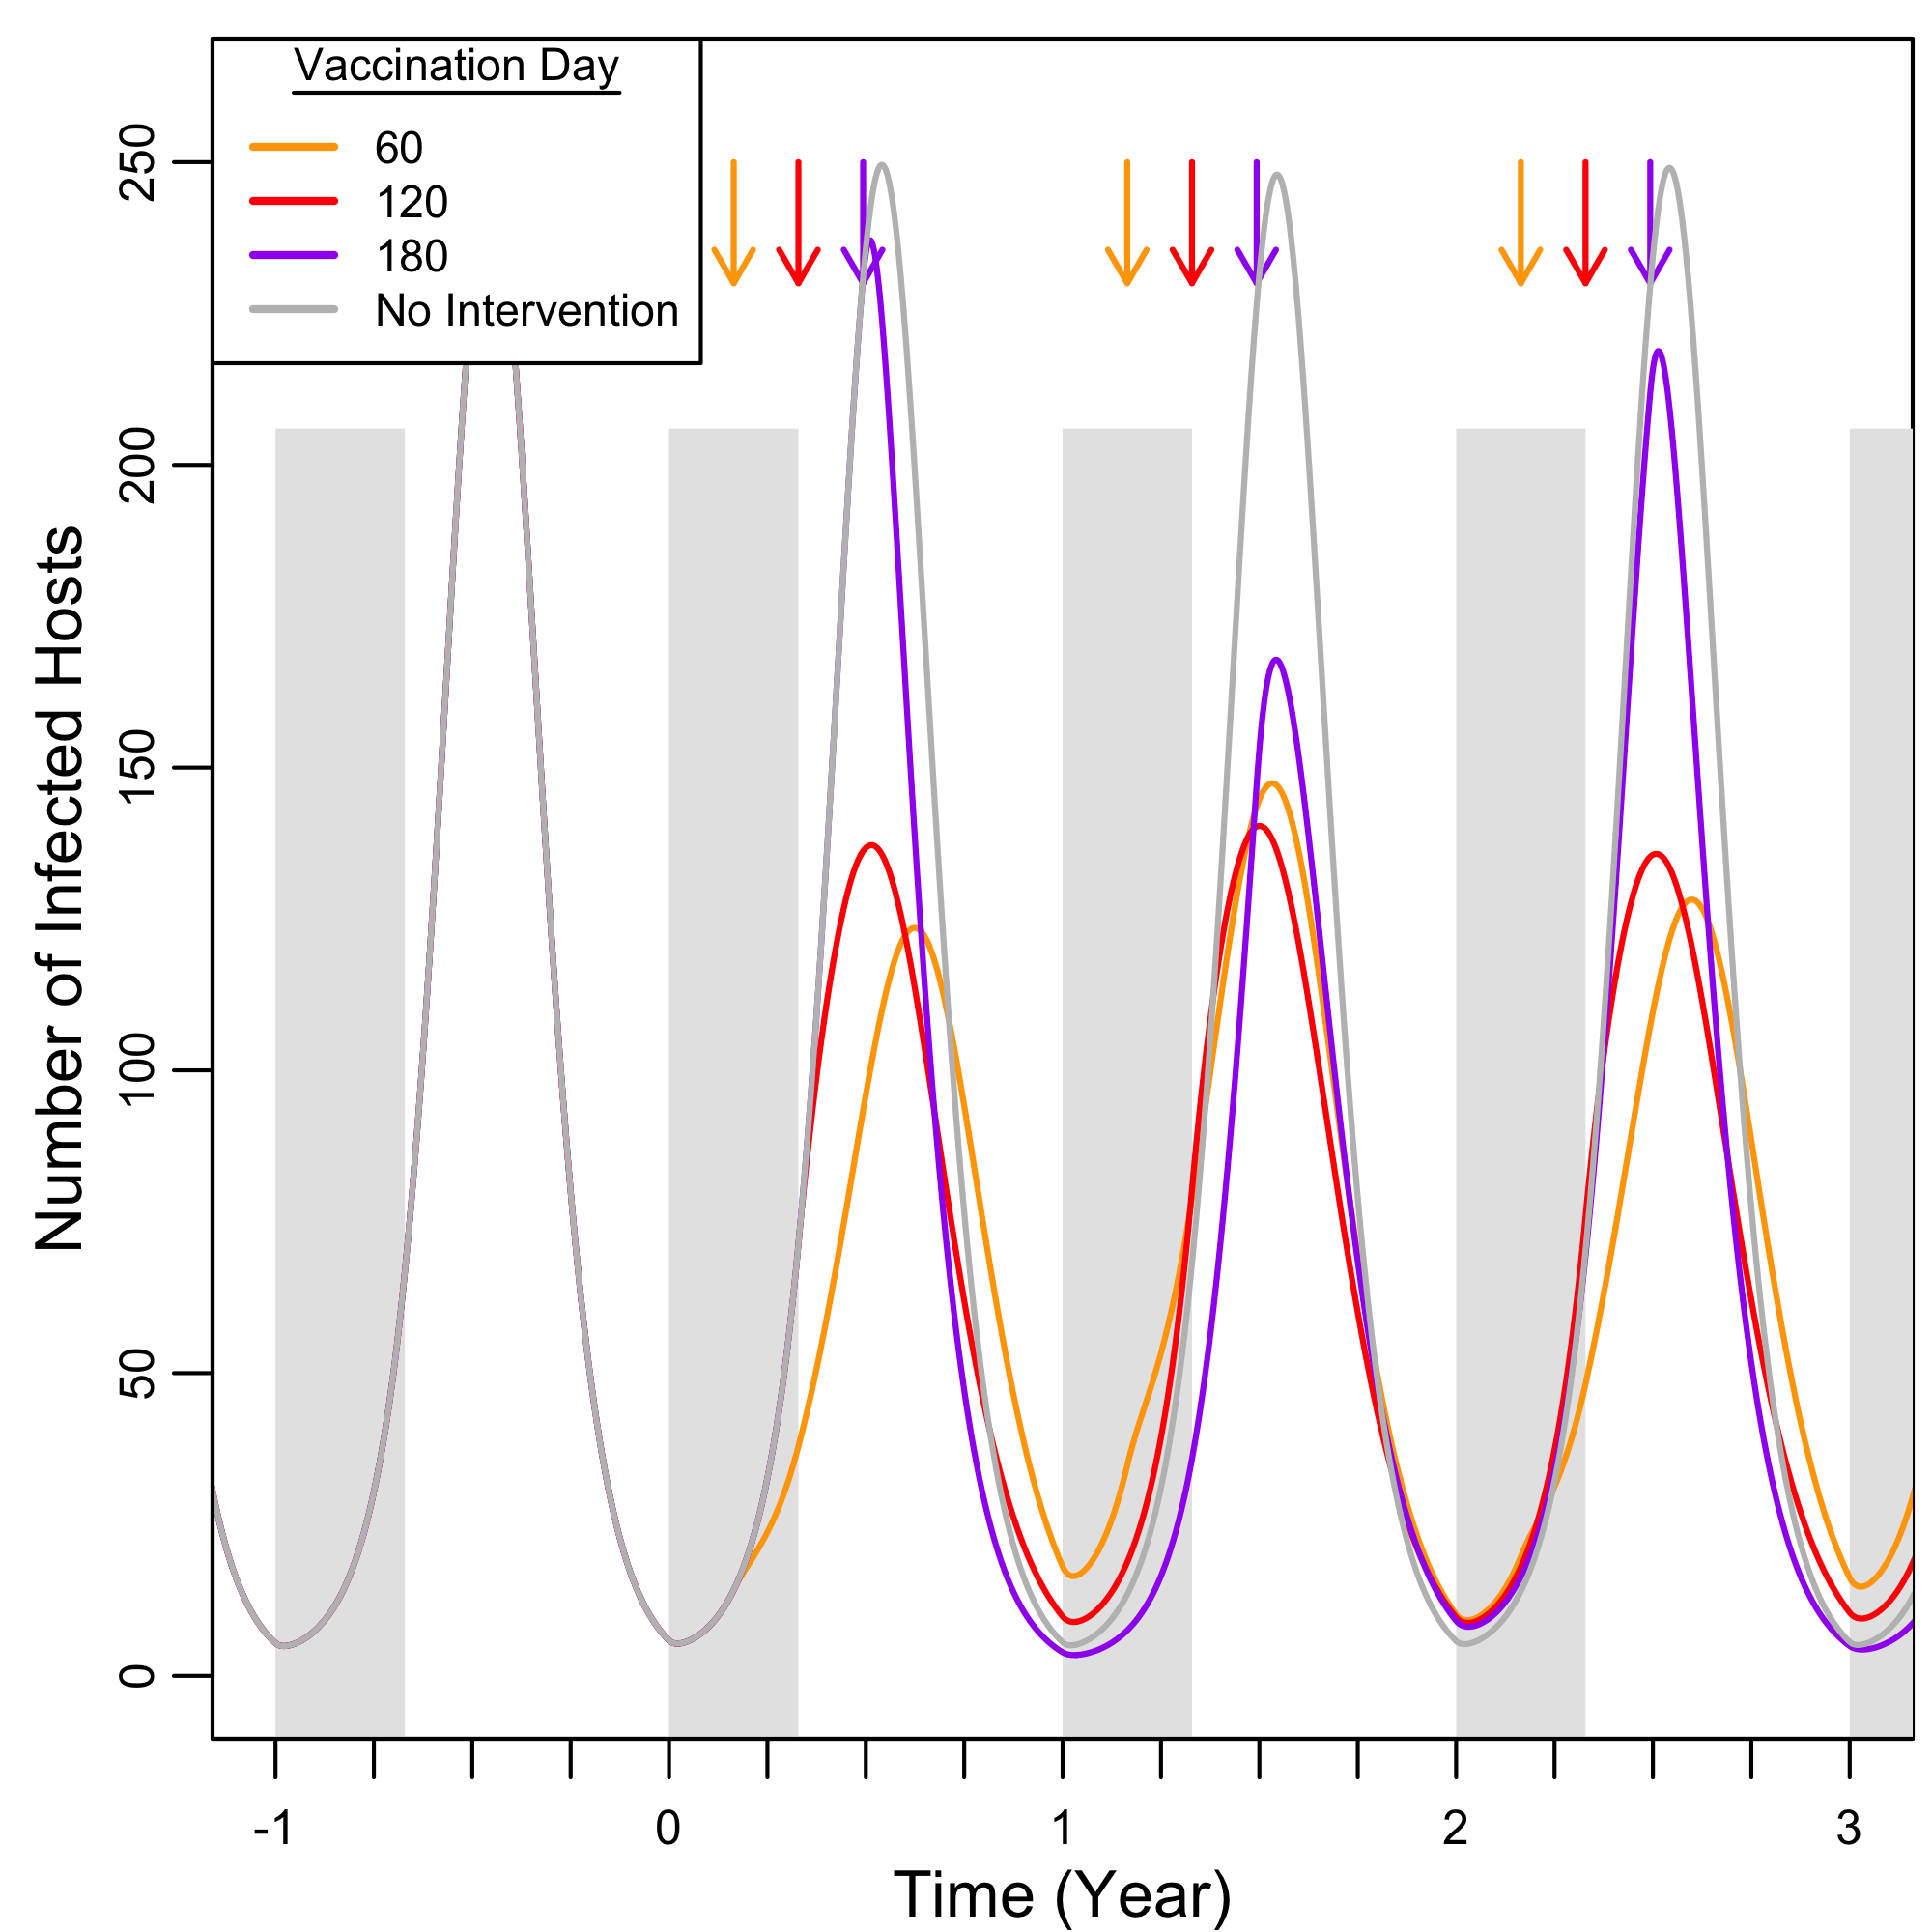 Vaccination Day
60
120
180
No Intervention
250
200
150
100
50
0
Number of Infected Hosts
-1 0 1 2 3
Time (Year)